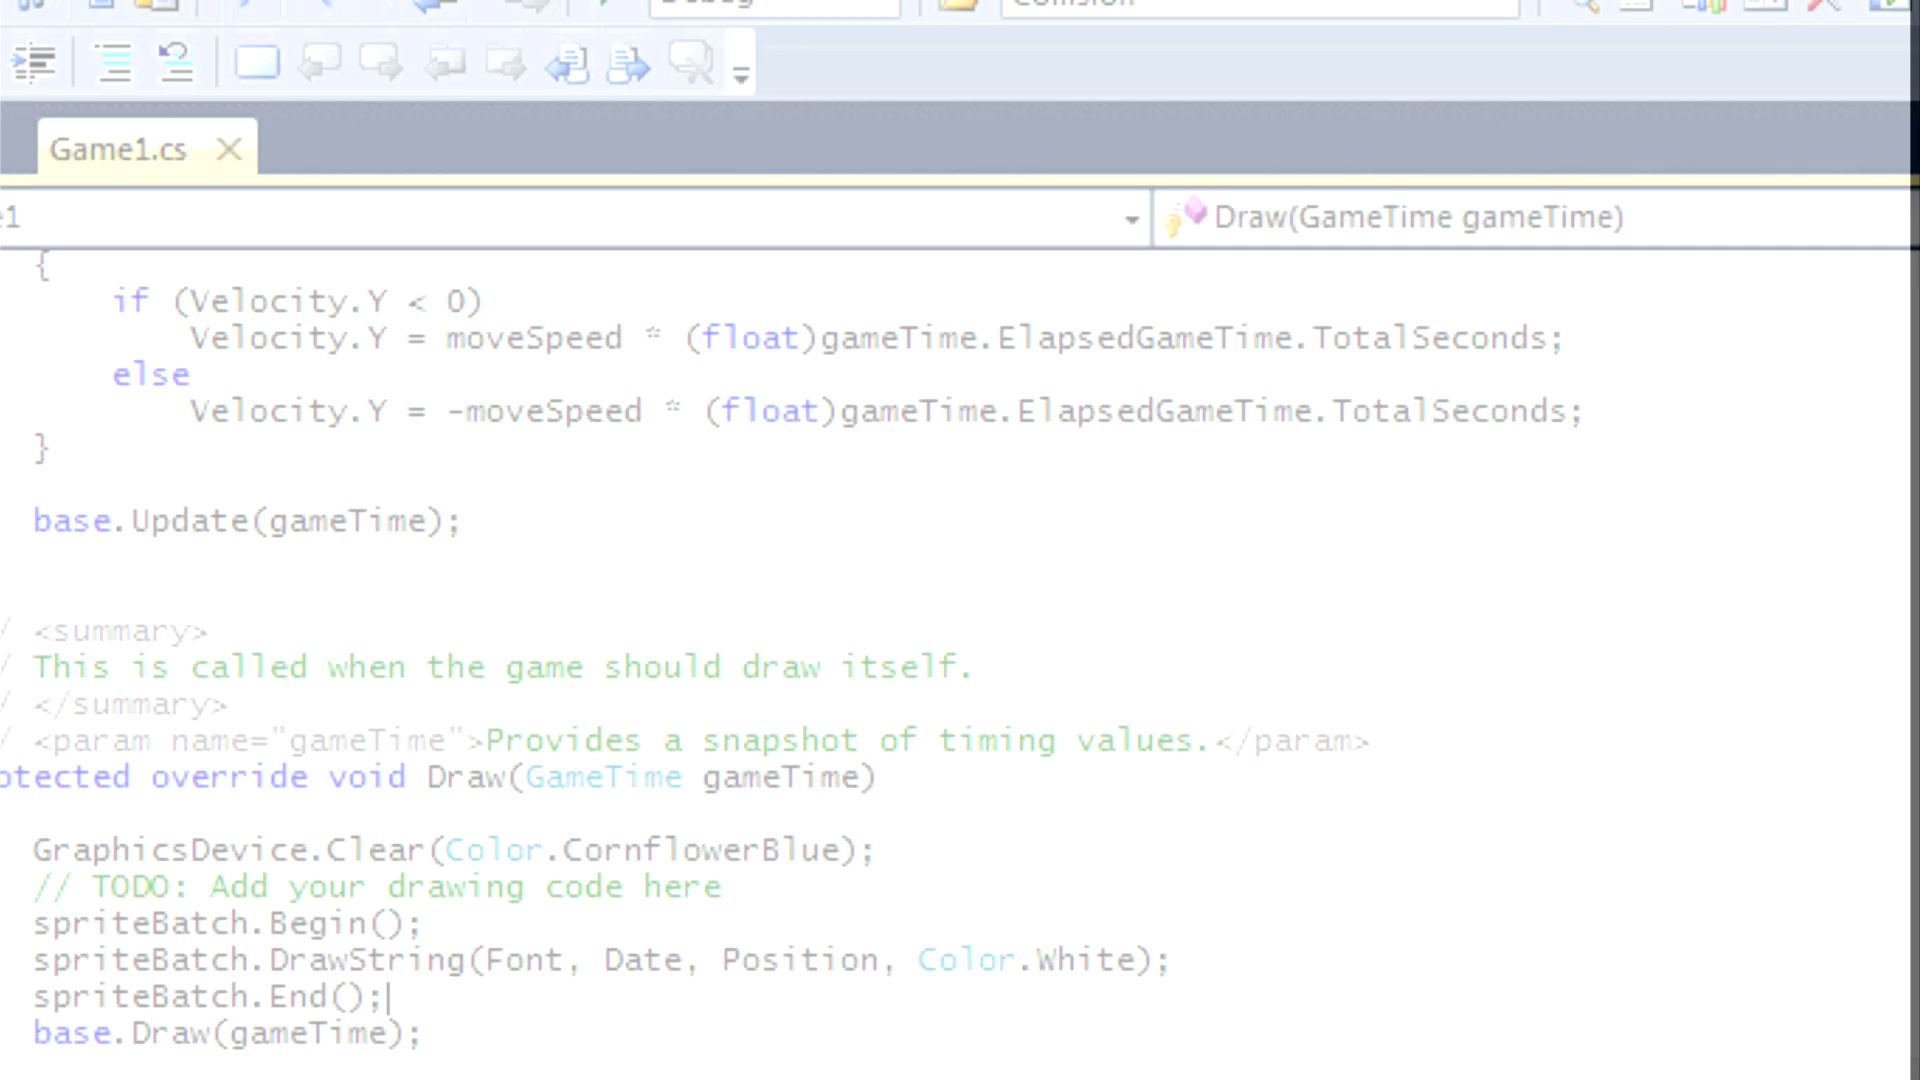 Debug
Collision
Game1.cs
e1
Draw(GameTime gameTime)
{
if (Velocity.Y < 0)
Velocity.Y = moveSpeed * (float)gameTime.ElapsedGameTime.TotalSeconds;
else
Velocity.Y = -moveSpeed * (float)gameTime.ElapsedGameTime.TotalSeconds;
}
base.Update(gameTime);
/ <summary>
/ This is called when the game should draw itself.
/ </summary>
/ <param name="gameTime">Provides a snapshot of timing values.</param>
otected override void Draw(GameTime gameTime)
GraphicsDevice.Clear(Color.CornflowerBlue);
// TODO: Add your drawing code here
spriteBatch.Begin();
spriteBatch.DrawString(Font, Date, Position, Color.White);
spriteBatch.End();
base.Draw(gameTime);